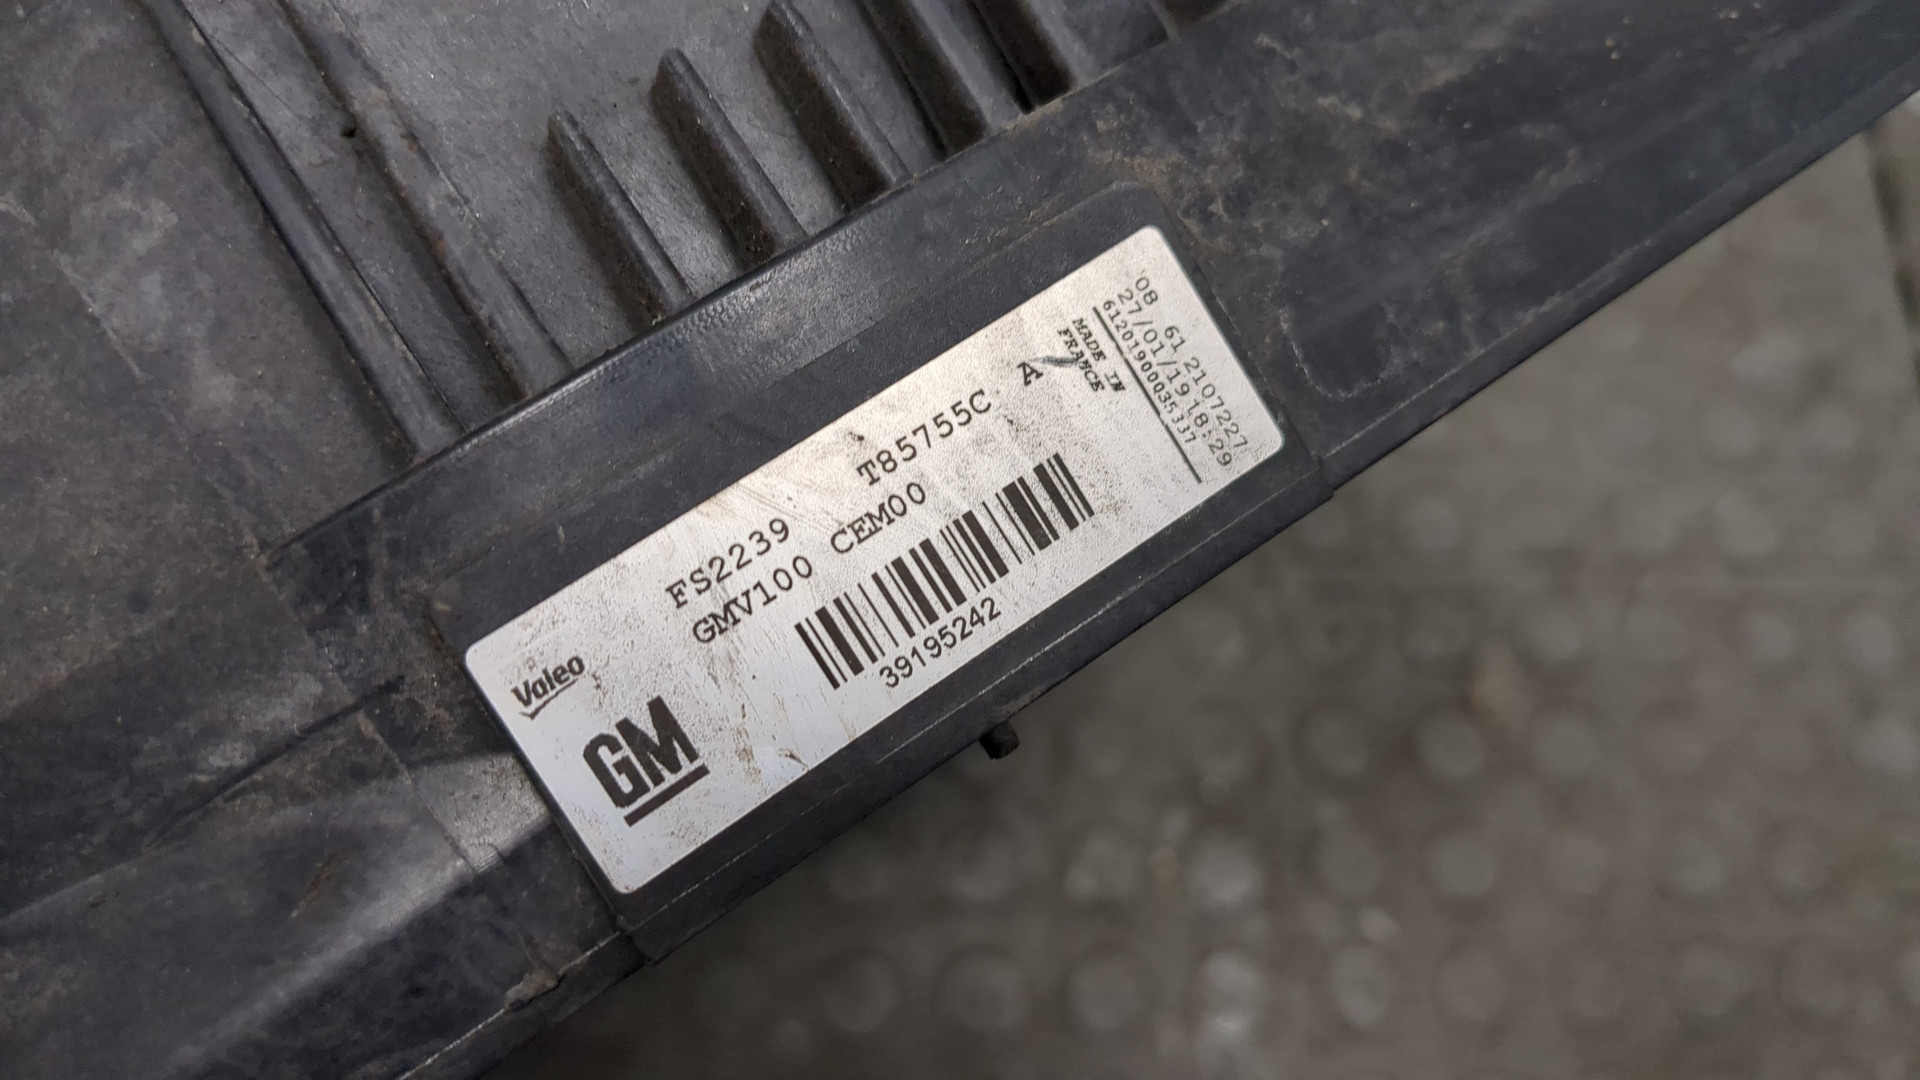 FS2239 T85755C A
GMV100 CEM00
39195242
Valeo
GM
MADE IN
FRANCE
08 61 2107227
27/01/19 18:29
61201900035337